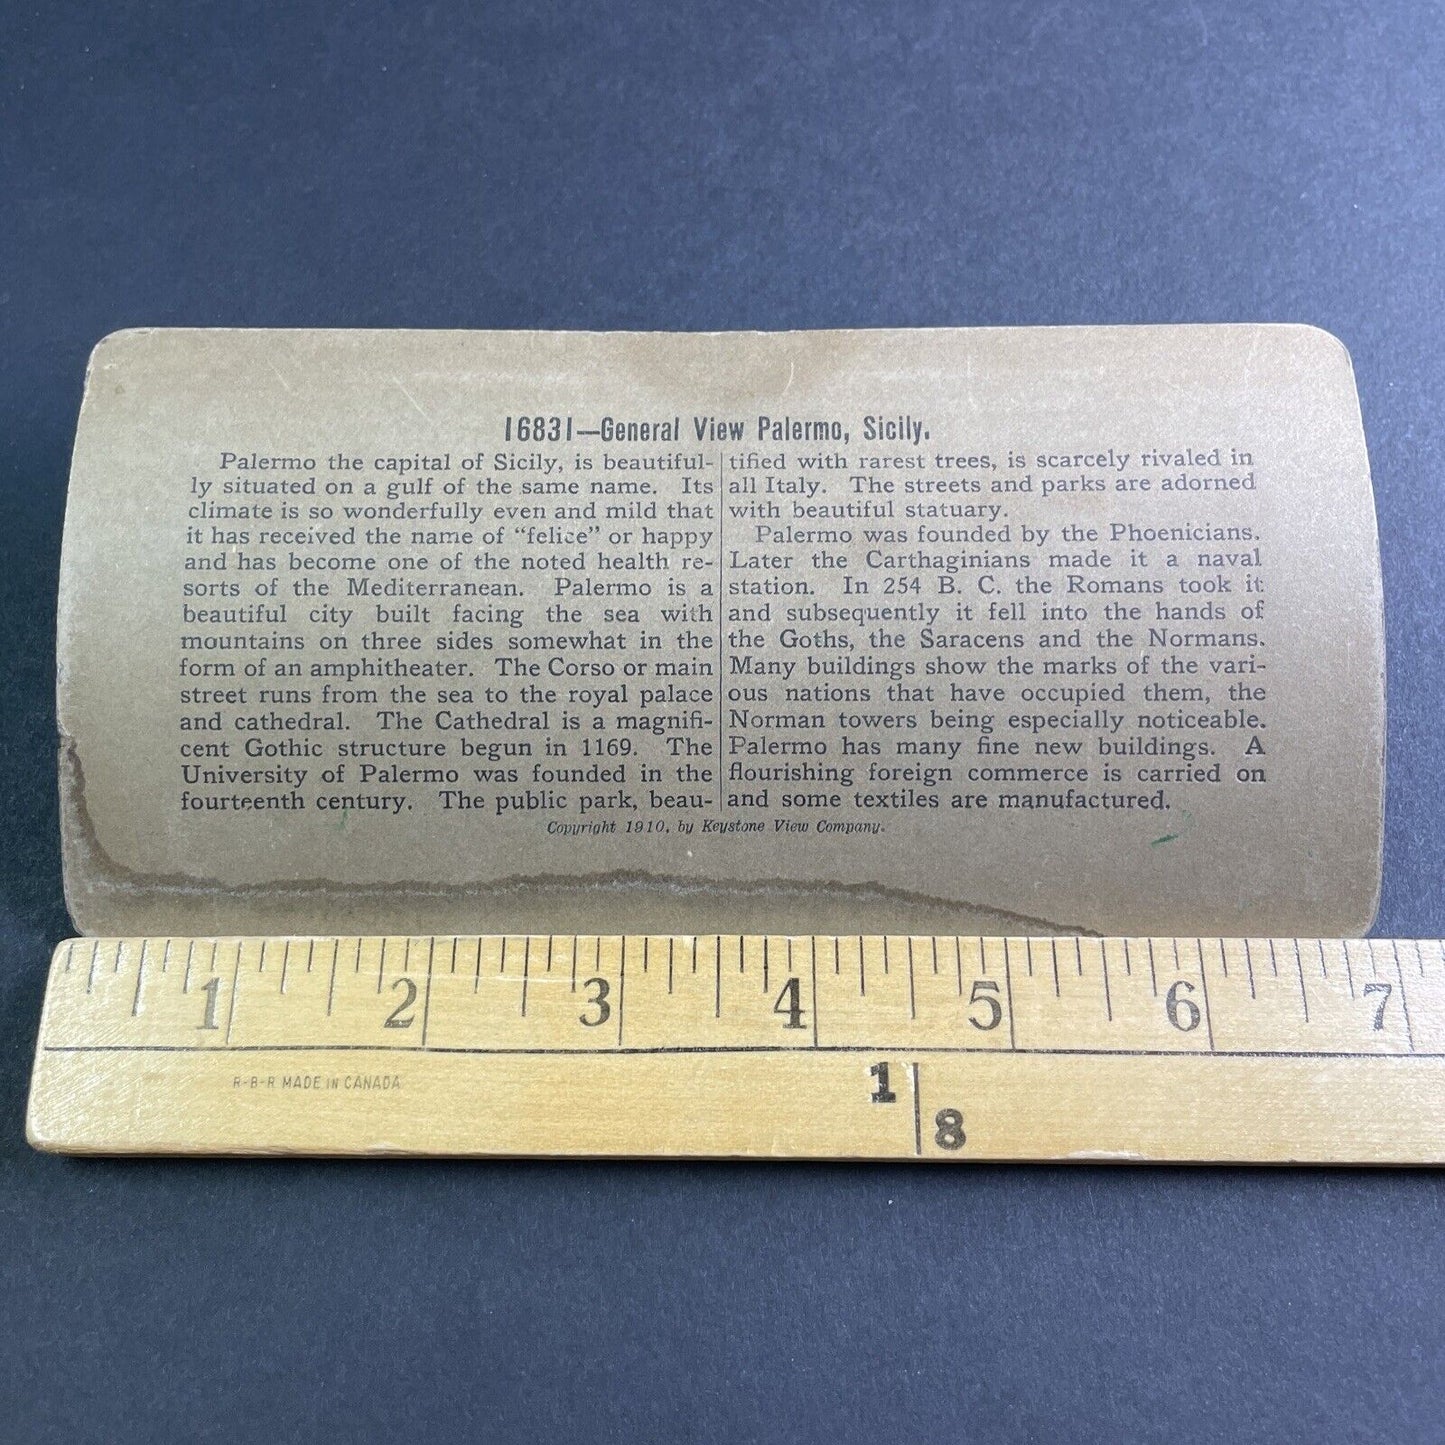 16831—General View Palermo, Sicily.
Palermo the capital of Sicily, is beautiful-
ly situated on a gulf of the same name. Its
climate is so wonderfully even and mild that
it has received the name of "felice" or happy
and has become one of the noted health re-
sorts of the Mediterranean. Palermo is a
beautiful city built facing the sea with
mountains on three sides somewhat in the
form of an amphitheater. The Corso or main
street runs from the sea to the royal palace
and cathedral. The Cathedral is a magnifi-
cent Gothic structure begun in 1169. The
University of Palermo was founded in the
fourteenth century. The public park, beau-
tified with rarest trees, is scarcely rivaled in
all Italy. The streets and parks are adorned
with beautiful statuary.
Palermo was founded by the Phoenicians.
Later the Carthaginians made it a naval
station. In 254 B. C. the Romans took it
and subsequently it fell into the hands of
the Goths, the Saracens and the Normans.
Many buildings show the marks of the vari-
ous nations that have occupied them, the
Norman towers being especially noticeable.
Palermo has many fine new buildings. A
flourishing foreign commerce is carried on
and some textiles are manufactured.
Copyright 1910, by Keystone View Company.
1 2 3 4 5 6 7
R-B-R MADE IN CANADA
1 8